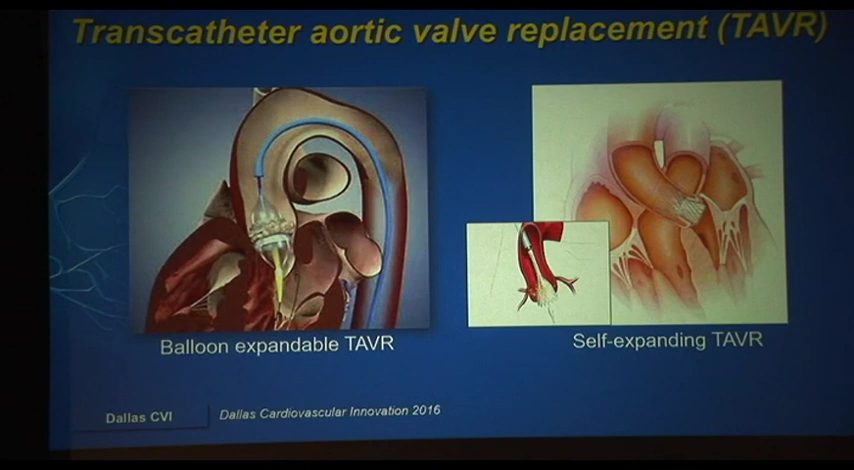 Transcatheter aortic valve replacement (TAVR)
Balloon expandable TAVR
Self-expanding TAVR
Dallas CVI
Dallas Cardiovascular Innovation 2016